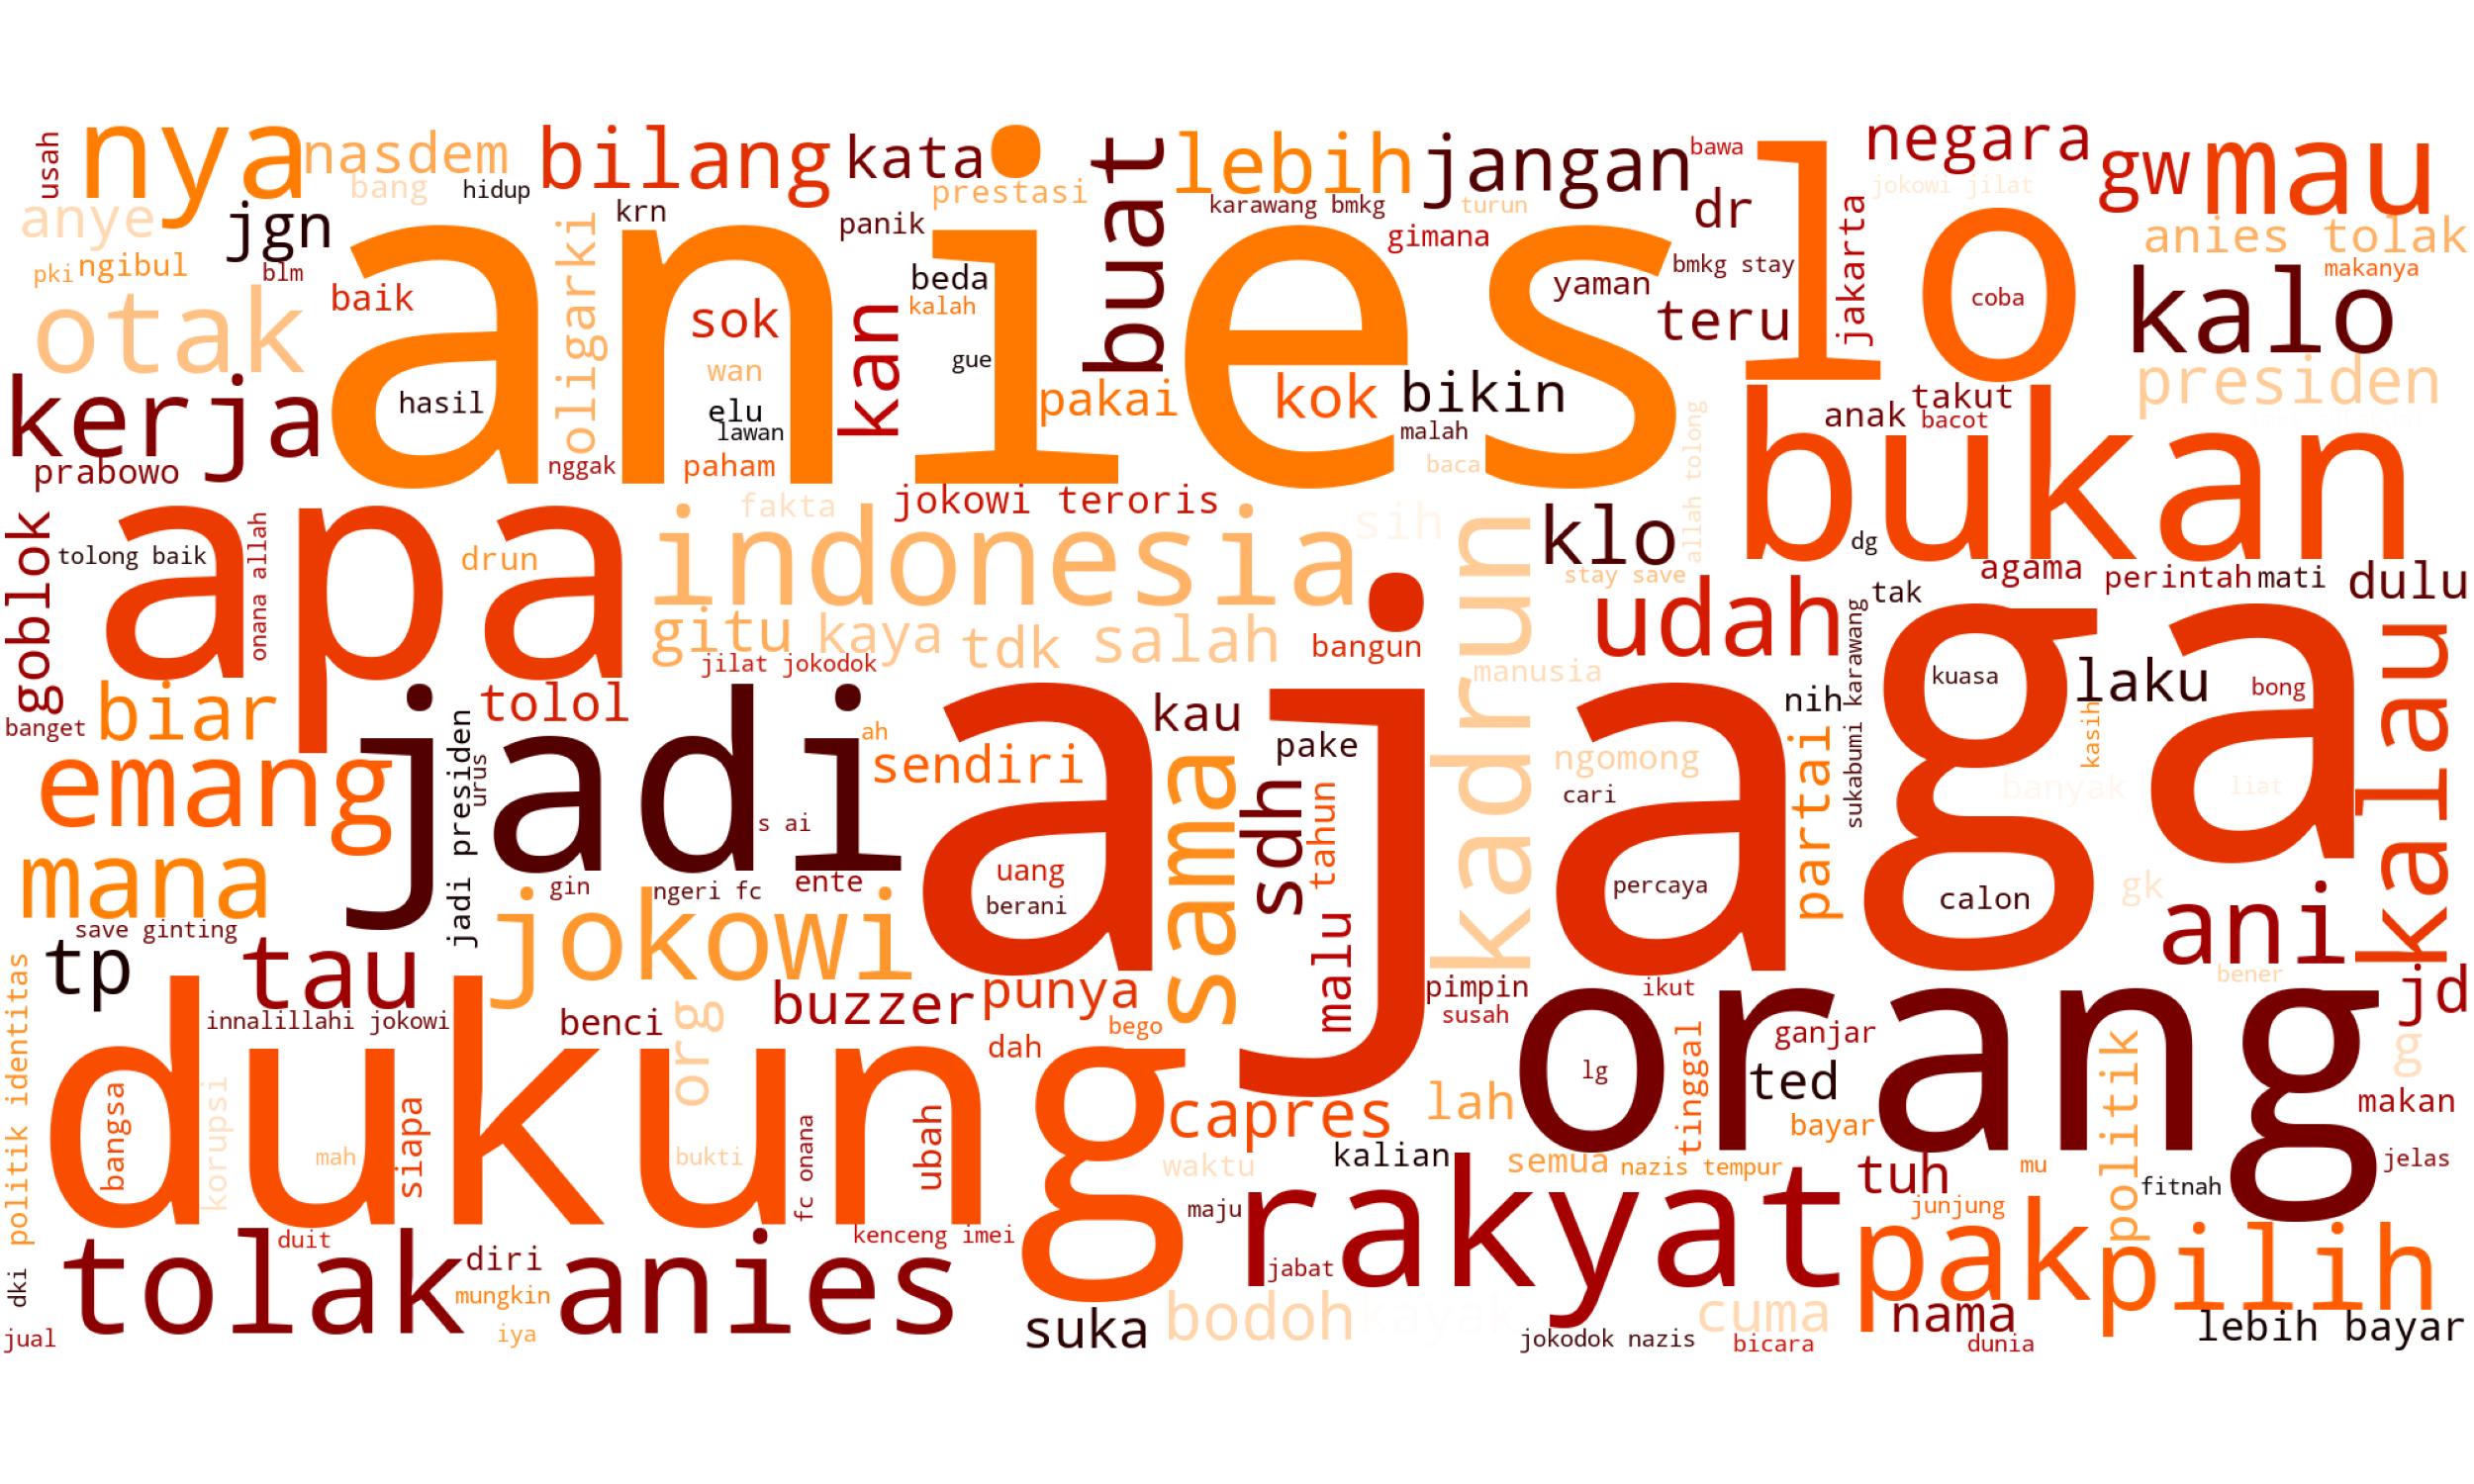 usah
nya
nasdem
bang
hidup
bilang
kata
prestasi
buat
lebih
jangan
bawa
negara
gw
mau
jokowi jilat
anye
jgn
krn
panik
karawang bmkg
turun
gimana
dr
anies tolak
pki
ngibul
blm
baik
oligarki
anies
beda
kalah
yaman
bmkg stay
teru
jakarta
lo
coba
makanya
kalo
otak
sok
wan
elu
lawan
kan
gue
pakai
kok
bikin
malah
baca
presiden
kerja
hasil
prabowo
nggak
paham
anak
takut
bacot
bukan
allah tolong
fakta
jokowi teroris
sih
klo
dg
goblok
tolong baik
onana allah
apa
drun
indonesia
kadrun
stay save
agama
perintah
mati
dulu
gitu
kaya
tdk
salah
bangun
udah
tak
jilat jokodok
manusia
sukabumi karawang
kuasa
laku
bong
kalau
banget
biar
tolol
jadi
ah
kau
nih
kasih
emang
jadi presiden
urus
sendiri
pake
ngomong
partai
banyak
liat
s ai
sama
sdh
tahun
cari
jaga
mana
gin
ngeri fc
ente
uang
berani
percaya
calon
gk
ani
save ginting
jokowi
malu
tp
tau
punya
pimpin
ikut
bener
jd
politik identitas
innalillahi jokowi
benci
org
buzzer
bego
susah
dah
orang
tinggal
ganjar
ted
lg
politik
gq
dukung
bangsa
korupsi
mah
siapa
bukti
fc onana
ubah
capres
lah
bayar
makan
waktu
kalian
semua
nazis tempur
tuh
mu
fitnah
jelas
maju
rakyat
junjung
dki
duit
kenceng imei
tolak anies
diri
mungkin
jabat
pak
pilih
jual
iya
suka
bodoh
jokodok nazis
cuma
bicara
nama
dunia
lebih bayar